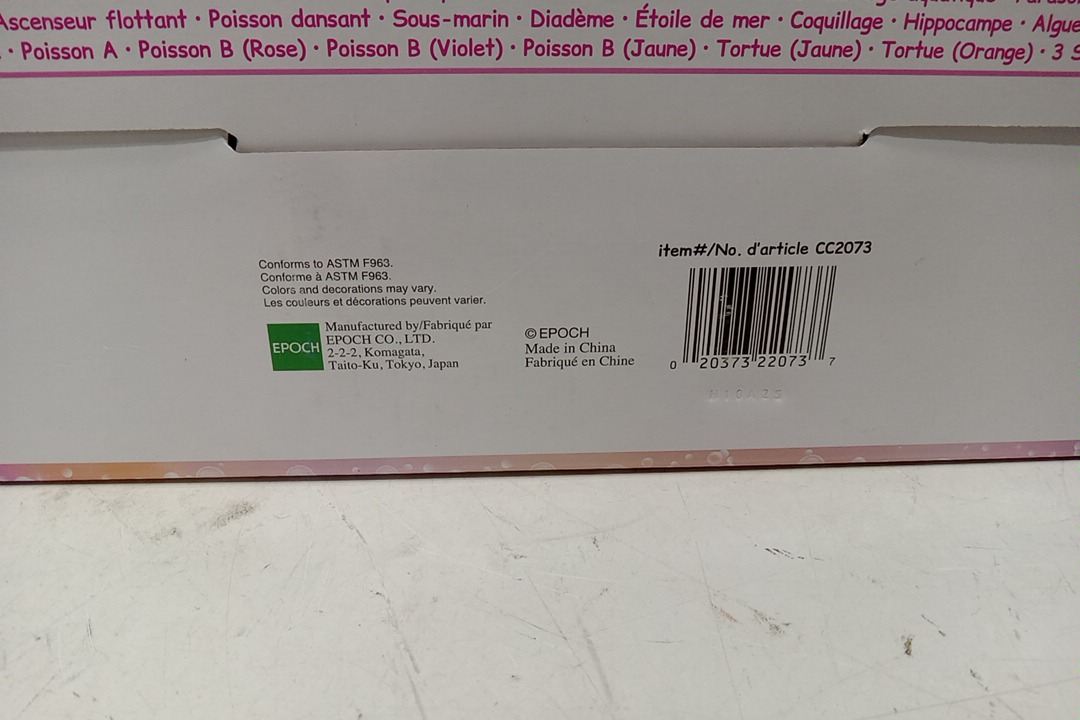 Ascenseur flottant · Poisson dansant · Sous-marin · Diadème · Étoile de mer · Coquillage · Hippocampe ·
· Poisson A · Poisson B (Rose) · Poisson B (Violet) · Poisson B (Jaune) · Tortue (Jaune) · Tortue (Orange) · 3
Conforms to ASTM F963.
Conforme à ASTM F963.
Colors and decorations may vary.
Les couleurs et décorations peuvent varier.
EPOCH
Manufactured by/Fabriqué par
EPOCH CO., LTD.
2-2-2, Komagata,
Taito-Ku, Tokyo, Japan
© EPOCH
Made in China
Fabriqué en Chine
item#/No. d'article CC2073
0 20373 22073 7